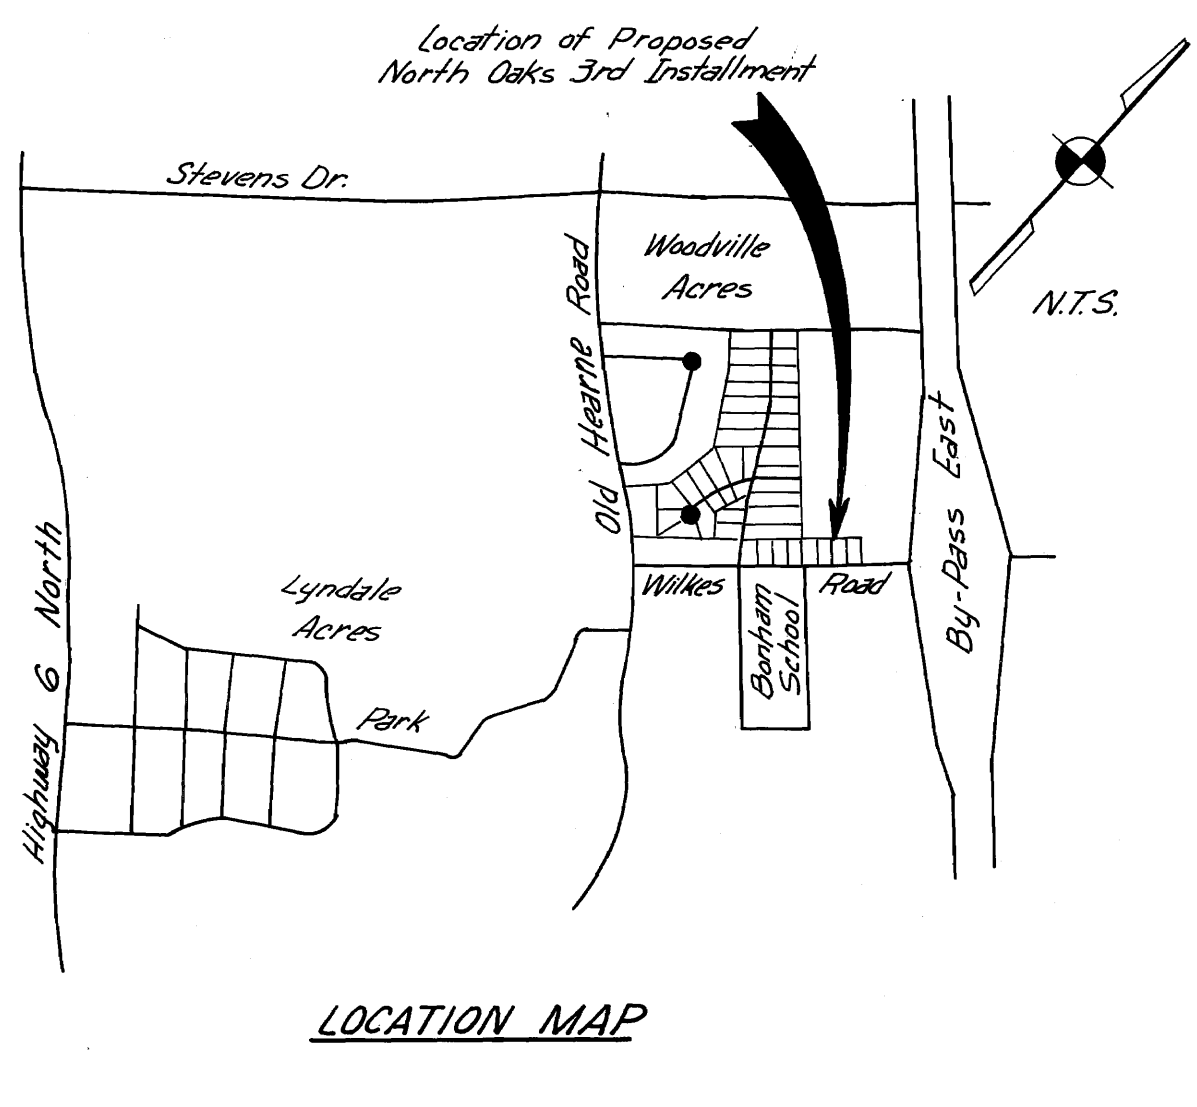 Location of Proposed
North Oaks 3rd Installment
Stevens Dr.
Woodville
Acres
N.T.S.
Old Hearne Road
By-Pass East
Highway 6 North
Lyndale
Acres
Wilkes Road
Bonham
School
Park
LOCATION MAP